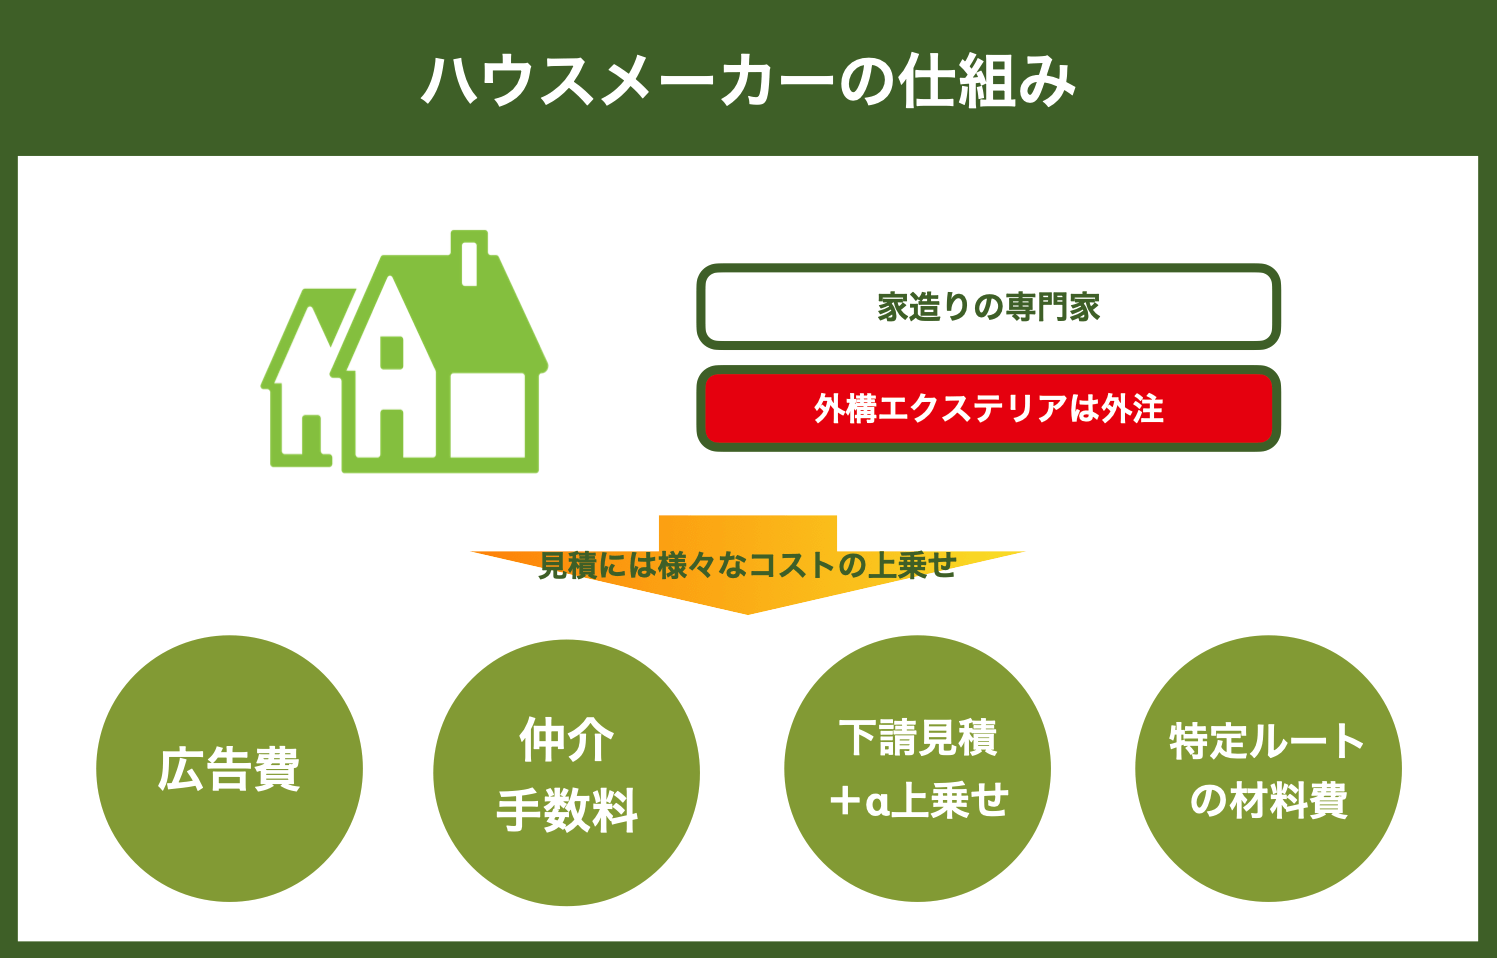 ハウスメーカーの仕組み
家造りの専門家
外構エクステリアは外注
見積には様々なコストの上乗せ
広告費
仲介
手数料
下請見積
+α上乗せ
特定ルート
の材料費